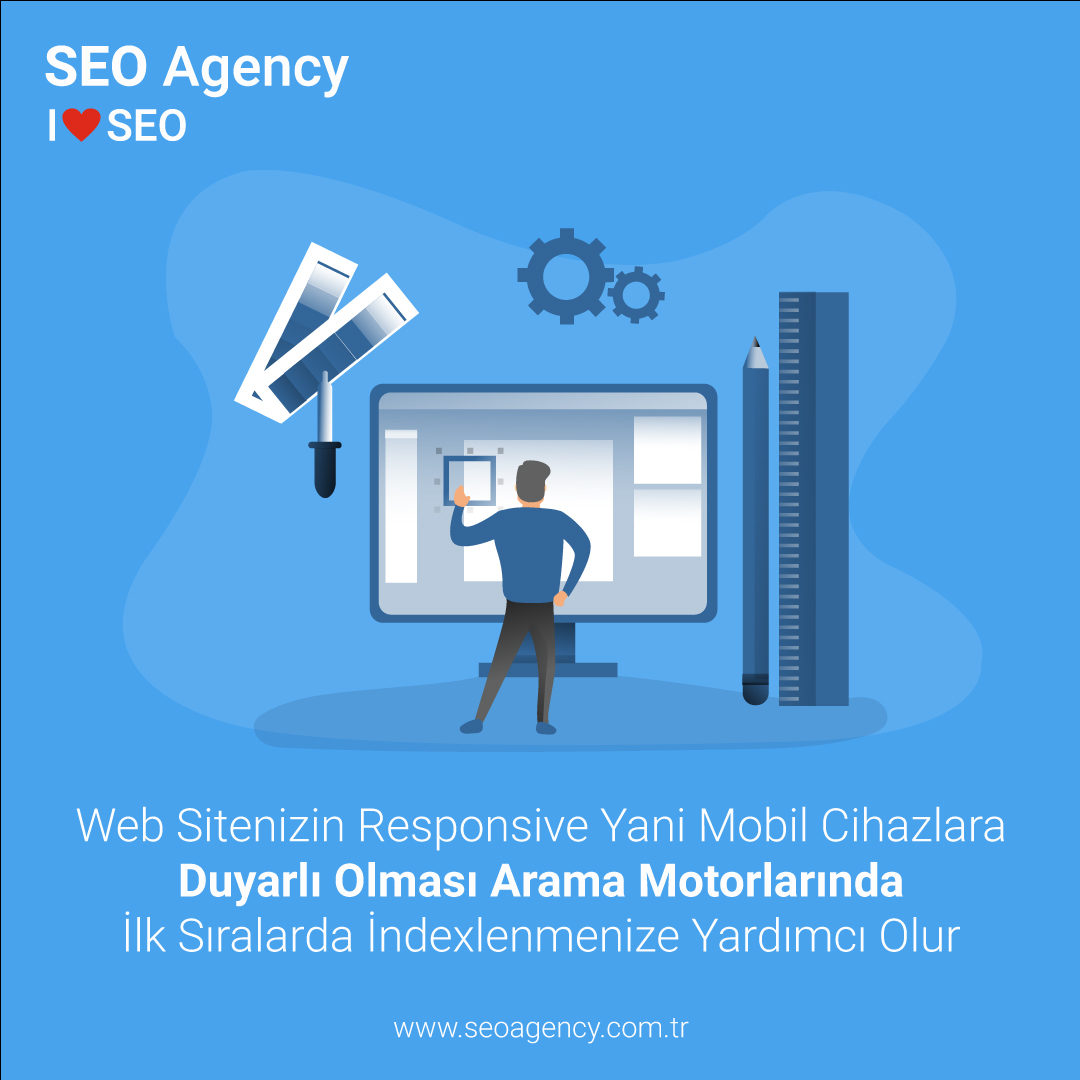 SEO Agency
I❤SEO
Web Sitenizin Responsive Yani Mobil Cihazlara
Duyarlı Olması Arama Motorlarında
İlk Sıralarda İndexlenmenize Yardımcı Olur
www.seoagency.com.tr